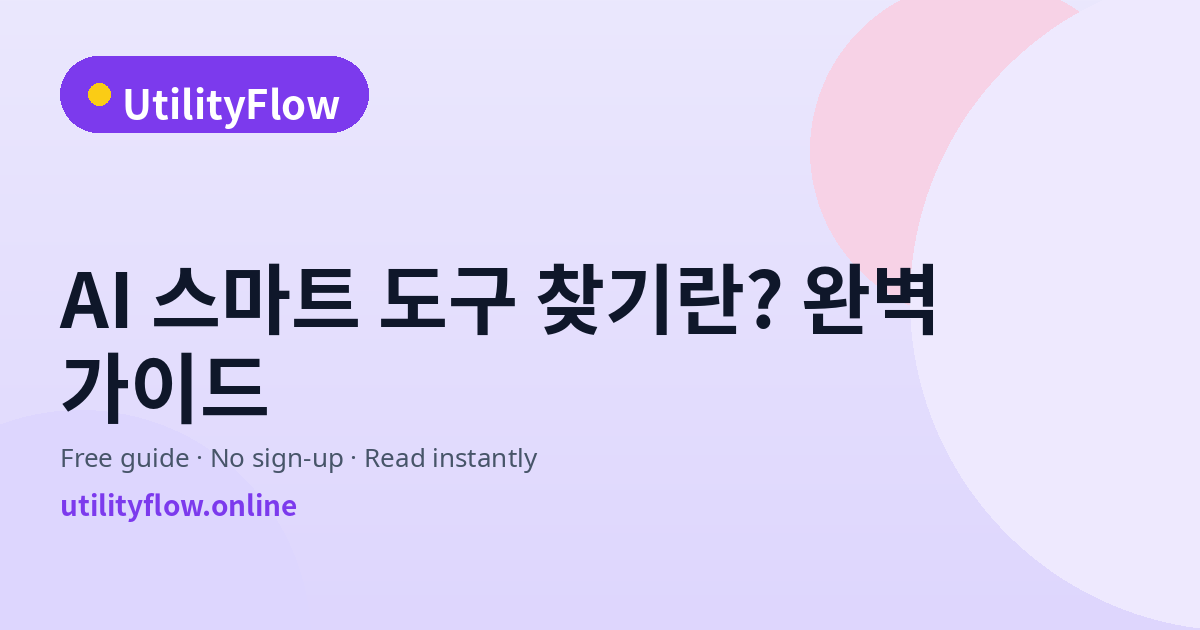 UtilityFlow
AI 스마트 도구 찾기란? 완벽
가이드
Free guide · No sign-up · Read instantly
utilityflow.online